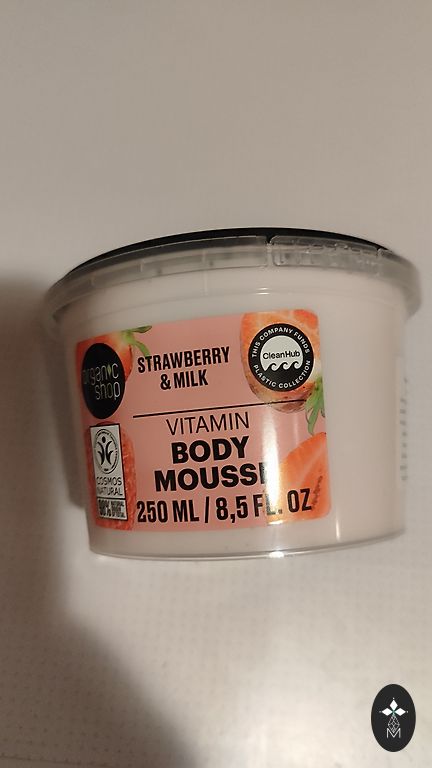 organic
shop
STRAWBERRY
& MILK
THIS COMPANY FUNDS
CleanHub
PLASTIC COLLECTION
VITAMIN
BODY
MOUSSE
250 ML / 8,5 FL. OZ
COSMOS
NATURAL
98%
M